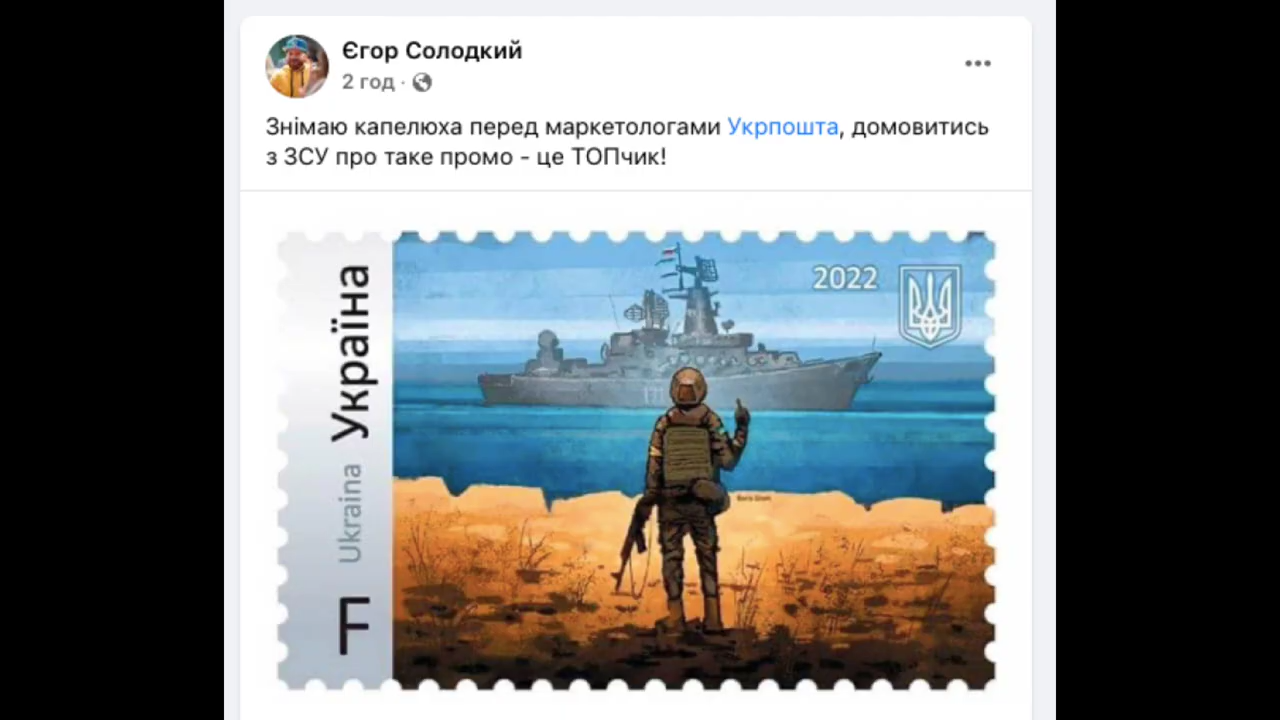 Єгор Солодкий
2 год ·
Знімаю капелюха перед маркетологами Укрпошта, домовитись
з ЗСУ про таке промо - це ТОПчик!
Україна
Ukraina
F
2022